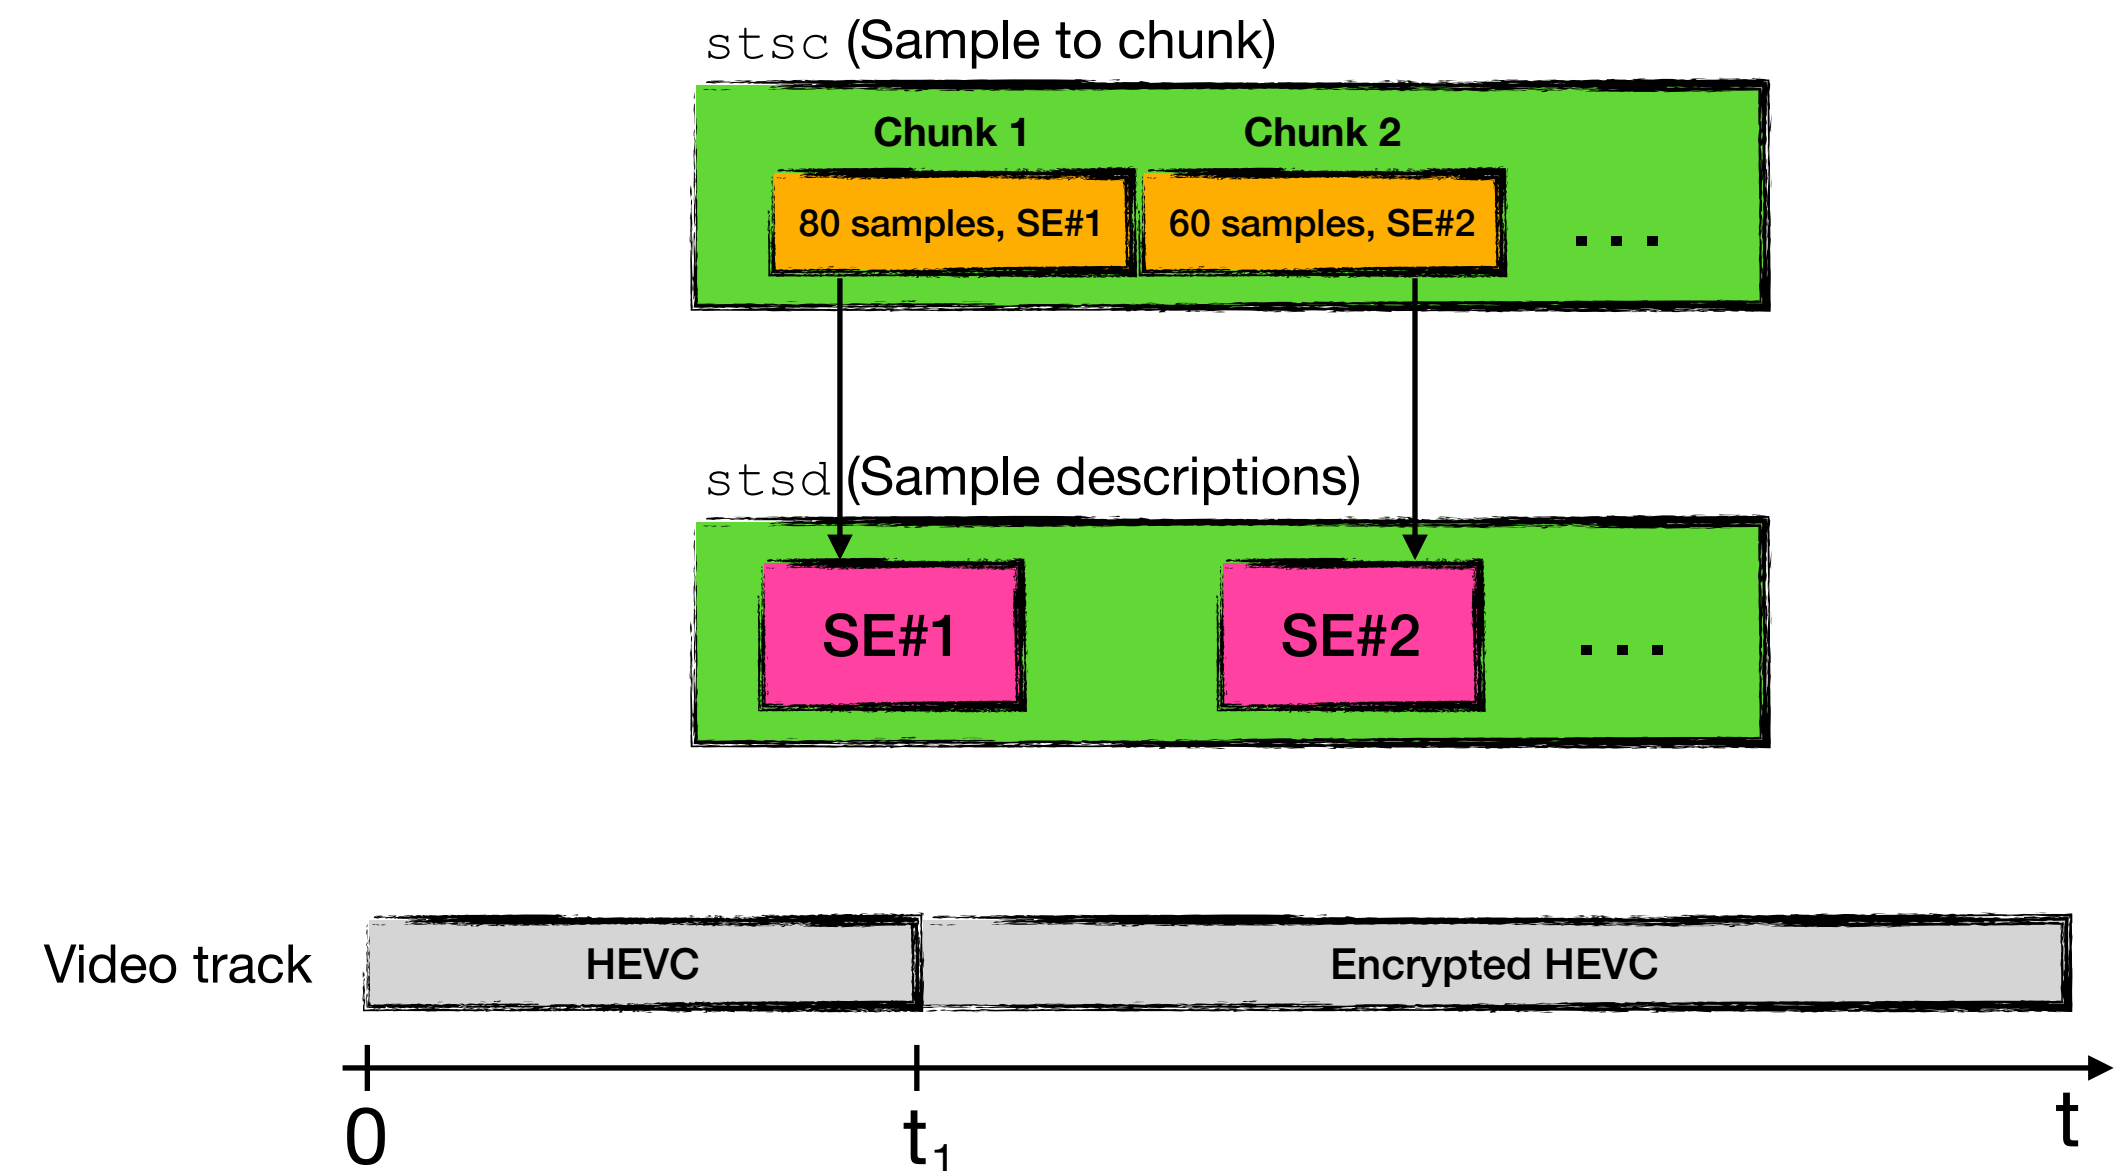 stsc (Sample to chunk)
Chunk 1
Chunk 2
80 samples, SE#1
60 samples, SE#2
...
stsd (Sample descriptions)
SE#1
SE#2
...
Video track
HEVC
Encrypted HEVC
0
t₁
t